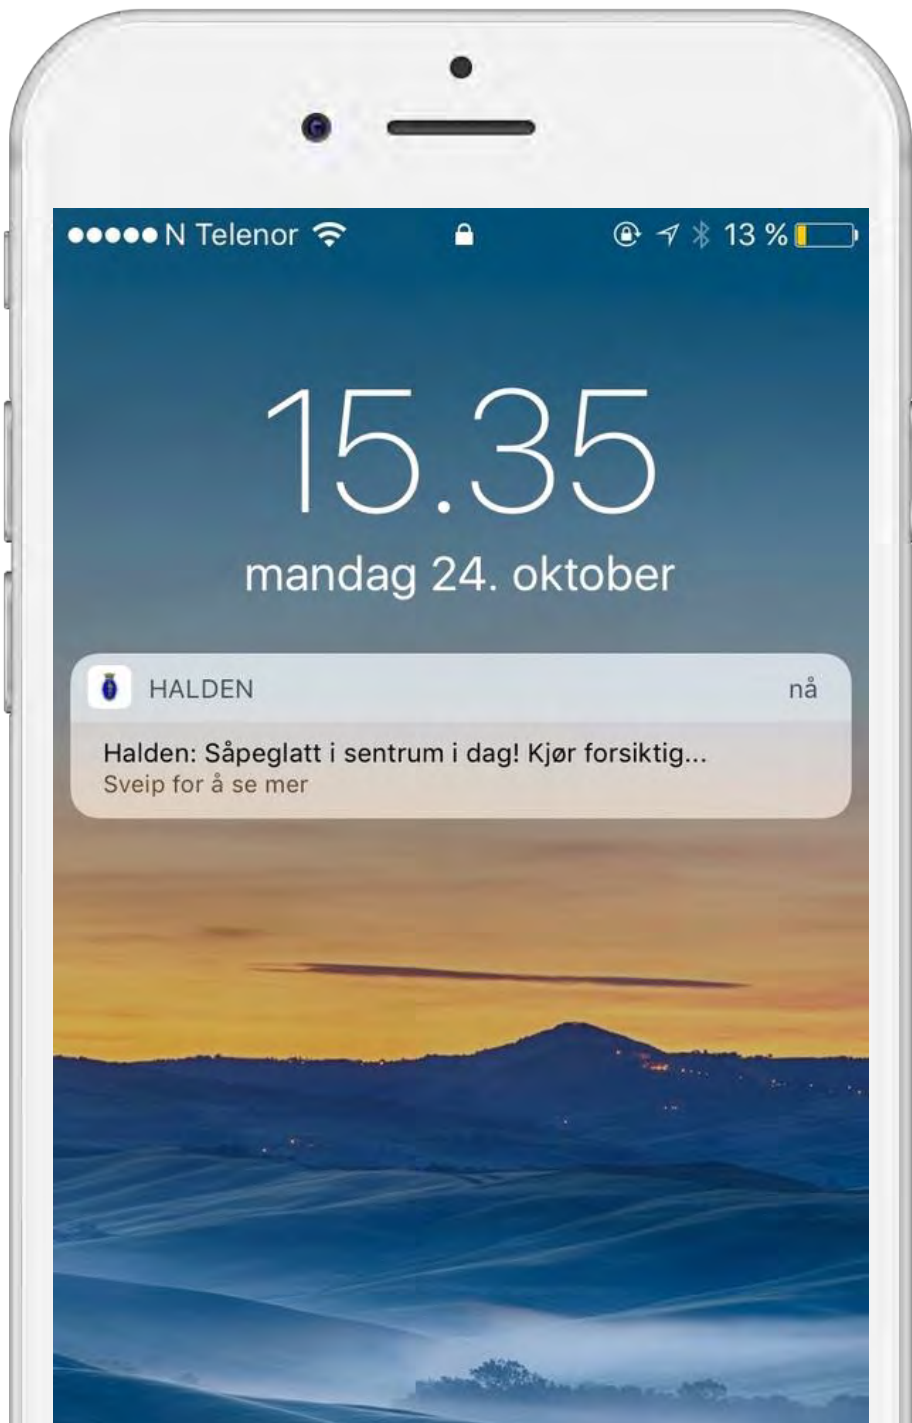 N Telenor 13 %
15.35
mandag 24. oktober
HALDEN nå
Halden: Såpeglatt i sentrum i dag! Kjør forsiktig...
Sveip for å se mer